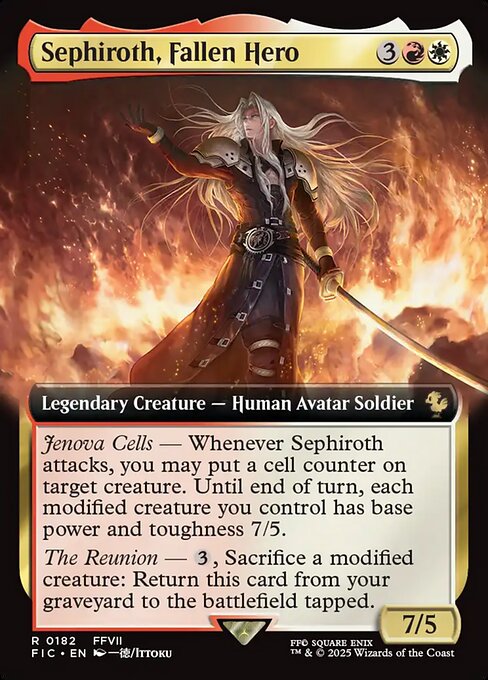 Sephiroth, Fallen Hero 3
Legendary Creature — Human Avatar Soldier
Jenova Cells — Whenever Sephiroth
attacks, you may put a cell counter on
target creature. Until end of turn, each
modified creature you control has base
power and toughness 7/5.
The Reunion — 3, Sacrifice a modified
creature: Return this card from your
graveyard to the battlefield tapped.
7/5
R 0182 FFVII
FIC • EN 一徳/ITTOKU
FF© SQUARE ENIX
™ & © 2025 Wizards of the Coast